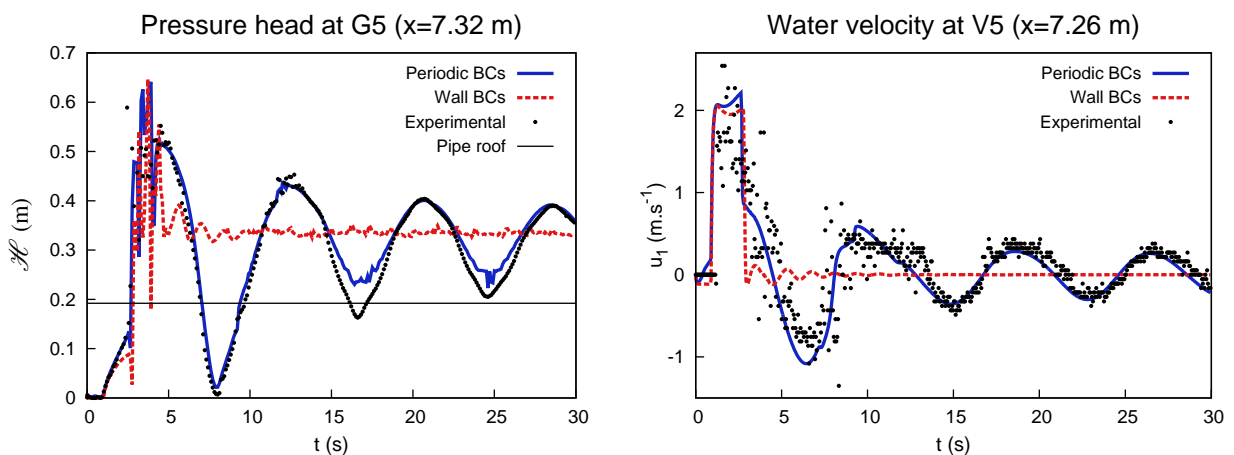 Pressure head at G5 (x=7.32 m)
0.7
0.6
0.5
0.4
0.3
0.2
0.1
0
ℋ (m)
Periodic BCs
Wall BCs
Experimental
Pipe roof
0 5 10 15 20 25 30
t (s)
Water velocity at V5 (x=7.26 m)
2
1
0
-1
u₁ (m.s⁻¹)
Periodic BCs
Wall BCs
Experimental
0 5 10 15 20 25 30
t (s)